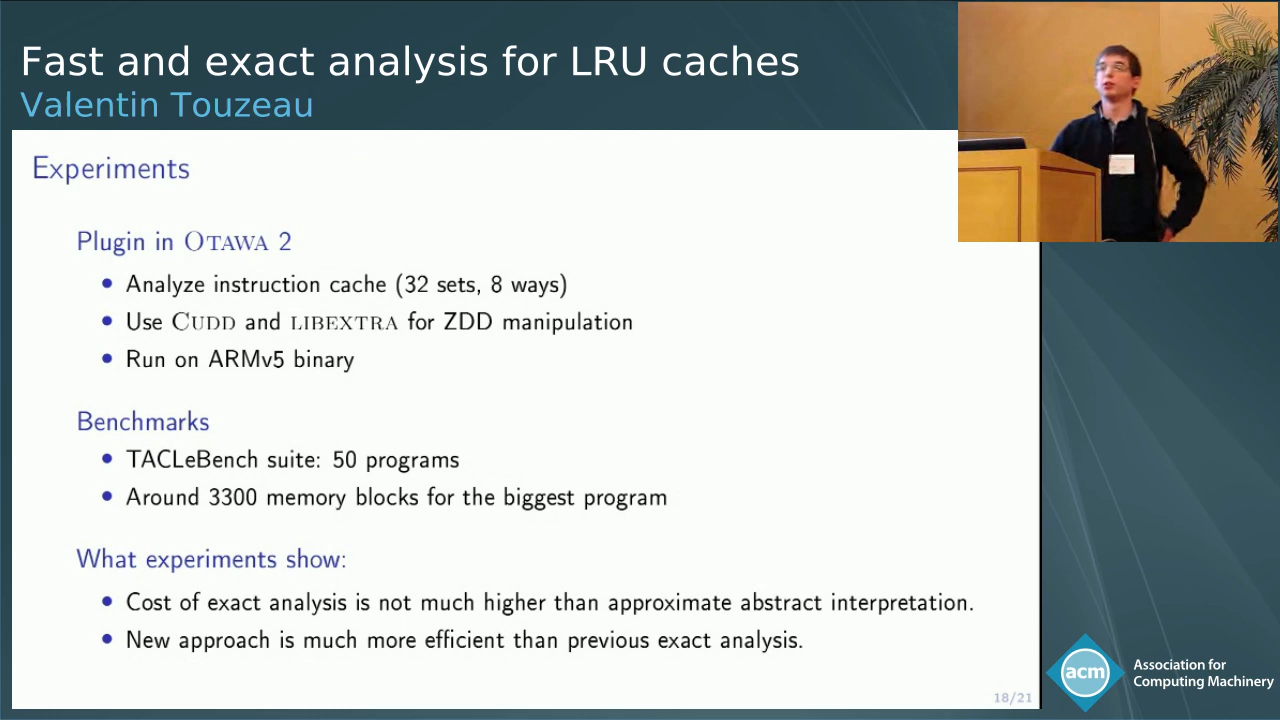 Fast and exact analysis for LRU caches
Valentin Touzeau
Experiments
Plugin in OTAWA 2
• Analyze instruction cache (32 sets, 8 ways)
• Use CUDD and LIBEXTRA for ZDD manipulation
• Run on ARMv5 binary
Benchmarks
• TACLeBench suite: 50 programs
• Around 3300 memory blocks for the biggest program
What experiments show:
• Cost of exact analysis is not much higher than approximate abstract interpretation.
• New approach is much more efficient than previous exact analysis.
18/21
acm
Association for
Computing Machinery